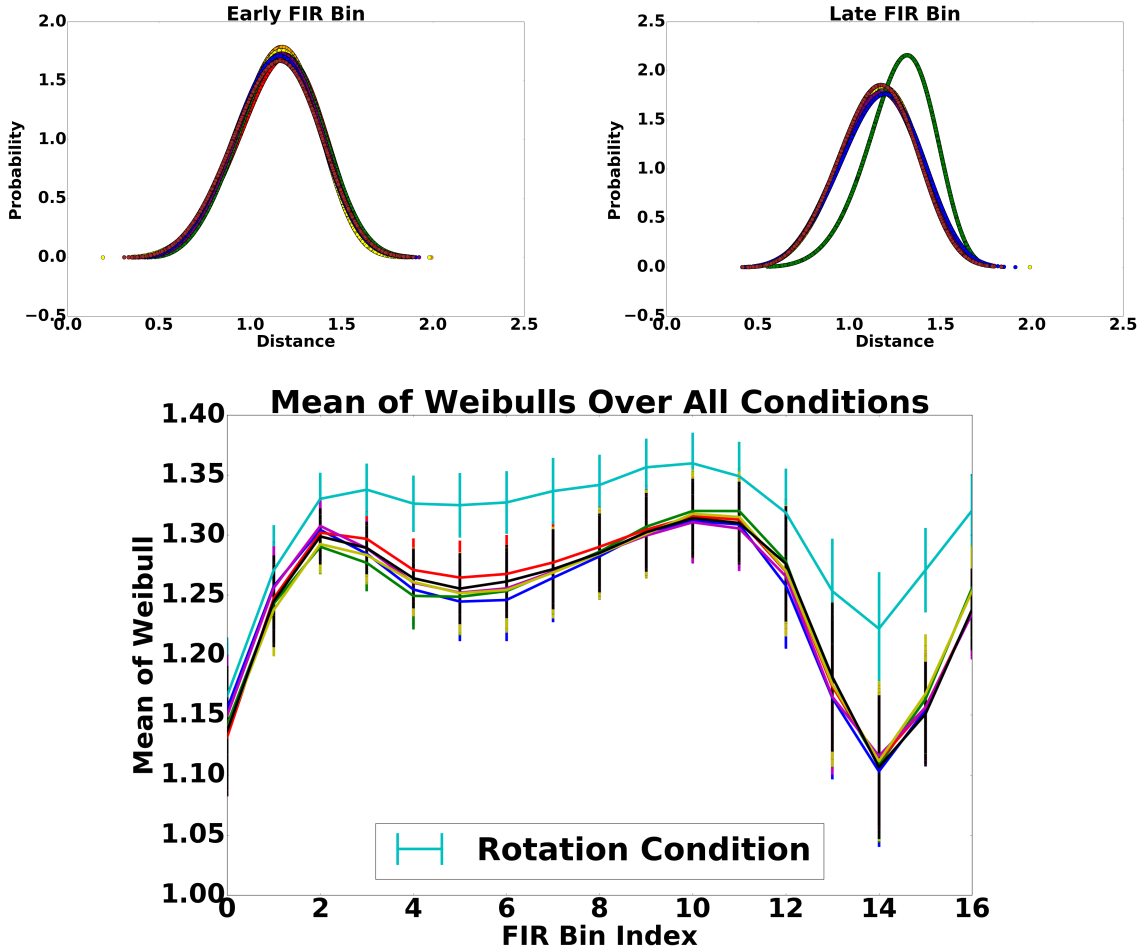 Early FIR Bin
2.0
1.5
1.0
0.5
0.0
−0.5
Probability
0.0 0.5 1.0 1.5 2.0 2.5
Distance
Late FIR Bin
2.5
2.0
1.5
1.0
0.5
0.0
−0.5
Probability
0.0 0.5 1.0 1.5 2.0 2.5
Distance
Mean of Weibulls Over All Conditions
1.40
1.35
1.30
1.25
1.20
1.15
1.10
1.05
1.00
Mean of Weibull
Rotation Condition
0 2 4 6 8 10 12 14 16
FIR Bin Index